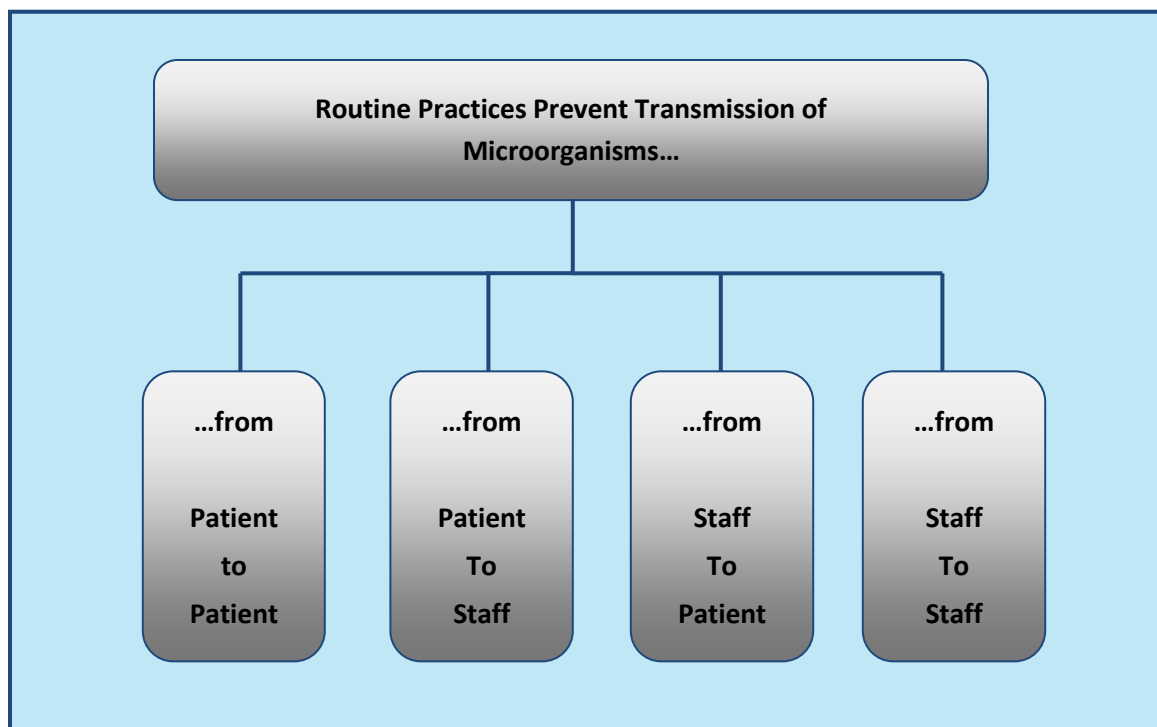 Routine Practices Prevent Transmission of
Microorganisms…
…from
Patient
to
Patient
…from
Patient
To
Staff
…from
Staff
To
Patient
…from
Staff
To
Staff